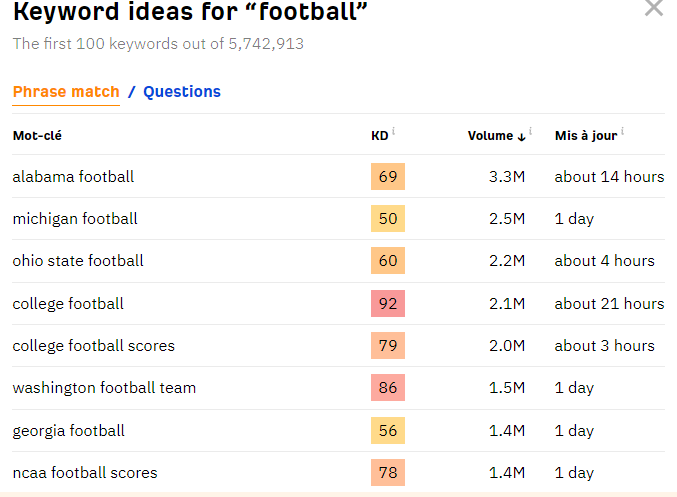 Keyword ideas for “football”
The first 100 keywords out of 5,742,913
Phrase match / Questions
Mot-clé KD i Volume ↓ i Mis à jour i
alabama football 69 3.3M about 14 hours
michigan football 50 2.5M 1 day
ohio state football 60 2.2M about 4 hours
college football 92 2.1M about 21 hours
college football scores 79 2.0M about 3 hours
washington football team 86 1.5M 1 day
georgia football 56 1.4M 1 day
ncaa football scores 78 1.4M 1 day